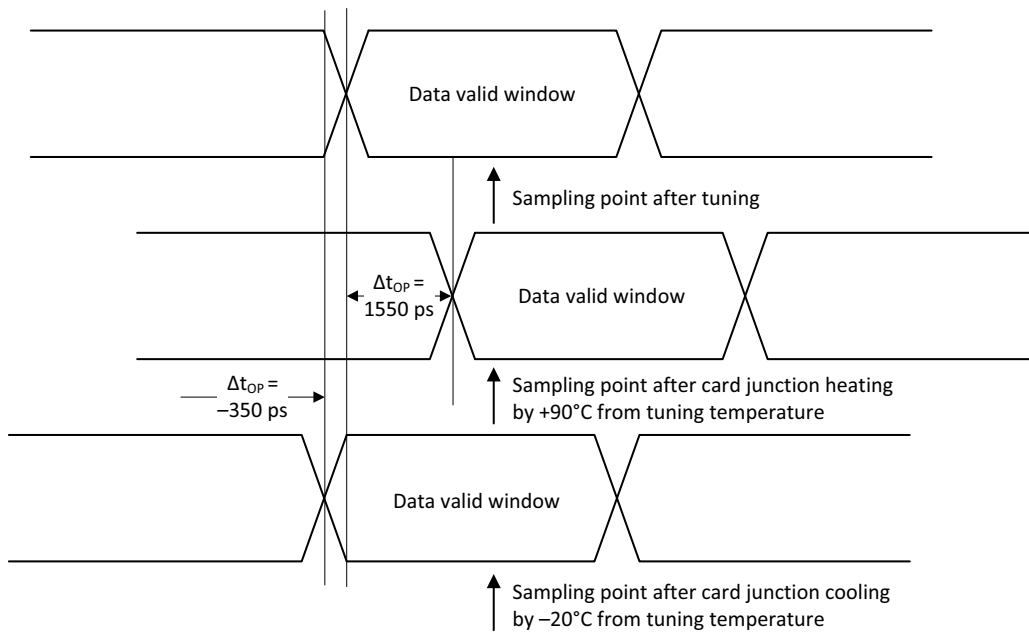 Data valid window
Sampling point after tuning
Δt_OP =
1550 ps
Data valid window
Δt_OP =
–350 ps
Sampling point after card junction heating
by +90°C from tuning temperature
Data valid window
Sampling point after card junction cooling
by –20°C from tuning temperature